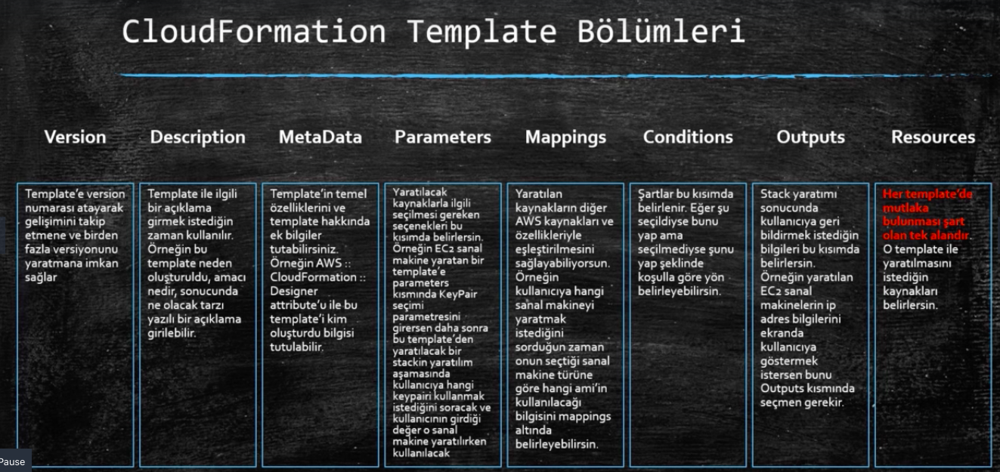 CloudFormation Template Bölümleri
Version
Description
MetaData
Parameters
Mappings
Conditions
Outputs
Resources
Template'e version
numarası atayarak
gelişimini takip
etmene ve birden
fazla versiyonunu
yaratmana imkan
sağlar
Template ile ilgili
bir açıklama
girmek istediğin
zaman kullanılır.
Örneğin bu
template neden
oluşturuldu, amacı
nedir, sonucunda
ne olacak tarzı
yazılı bir açıklama
girilebilir.
Template'in temel
özelliklerini ve
template hakkında
ek bilgiler
tutabilirsiniz.
Örneğin AWS ::
CloudFormation ::
Designer
attribute'u ile bu
template'i kim
oluşturdu bilgisi
tutulabilir.
Yaratılacak
kaynaklarla ilgili
seçilmesi gereken
seçenekleri bu
kısımda belirlersin.
Örneğin EC2 sanal
makine yaratan bir
template'e
parameters
kısmında KeyPair
seçimi
parametresini
girersen daha sonra
bu template'den
yaratılacak bir
stackin yaratılım
aşamasında
kullanıcıya hangi
keypairi kullanmak
istediğini soracak ve
kullanıcının girdiği
değer o sanal
makine yaratılırken
kullanılacak
Yaratılan
kaynakların diğer
AWS kaynakları ve
özellikleriyle
eşleştirilmesini
sağlayabiliyorsun.
Örneğin
kullanıcıya hangi
sanal makineyi
yaratmak
istediğini
sorduğun zaman
onun seçtiği sanal
makine türüne
göre hangi ami'in
kullanılacağı
bilgisini mappings
altında
belirleyebilirsin.
Şartlar bu kısımda
belirlenir. Eğer şu
seçildiyse bunu
yap ama
seçilmediyse şunu
yap şeklinde
koşulla göre yön
belirleyebilirsin.
Stack yaratımı
sonucunda
kullanıcıya geri
bildirmek istediğin
bilgileri bu kısımda
belirlersin.
Örneğin yaratılan
EC2 sanal
makinelerin ip
adres bilgilerini
ekranda
kullanıcıya
göstermek
istersen bunu
Outputs kısmında
seçmen gerekir.
Her template'de
mutlaka
bulunması şart
olan tek alandır.
O template ile
yaratılmasını
istediğin
kaynakları
belirlersin.
Pause